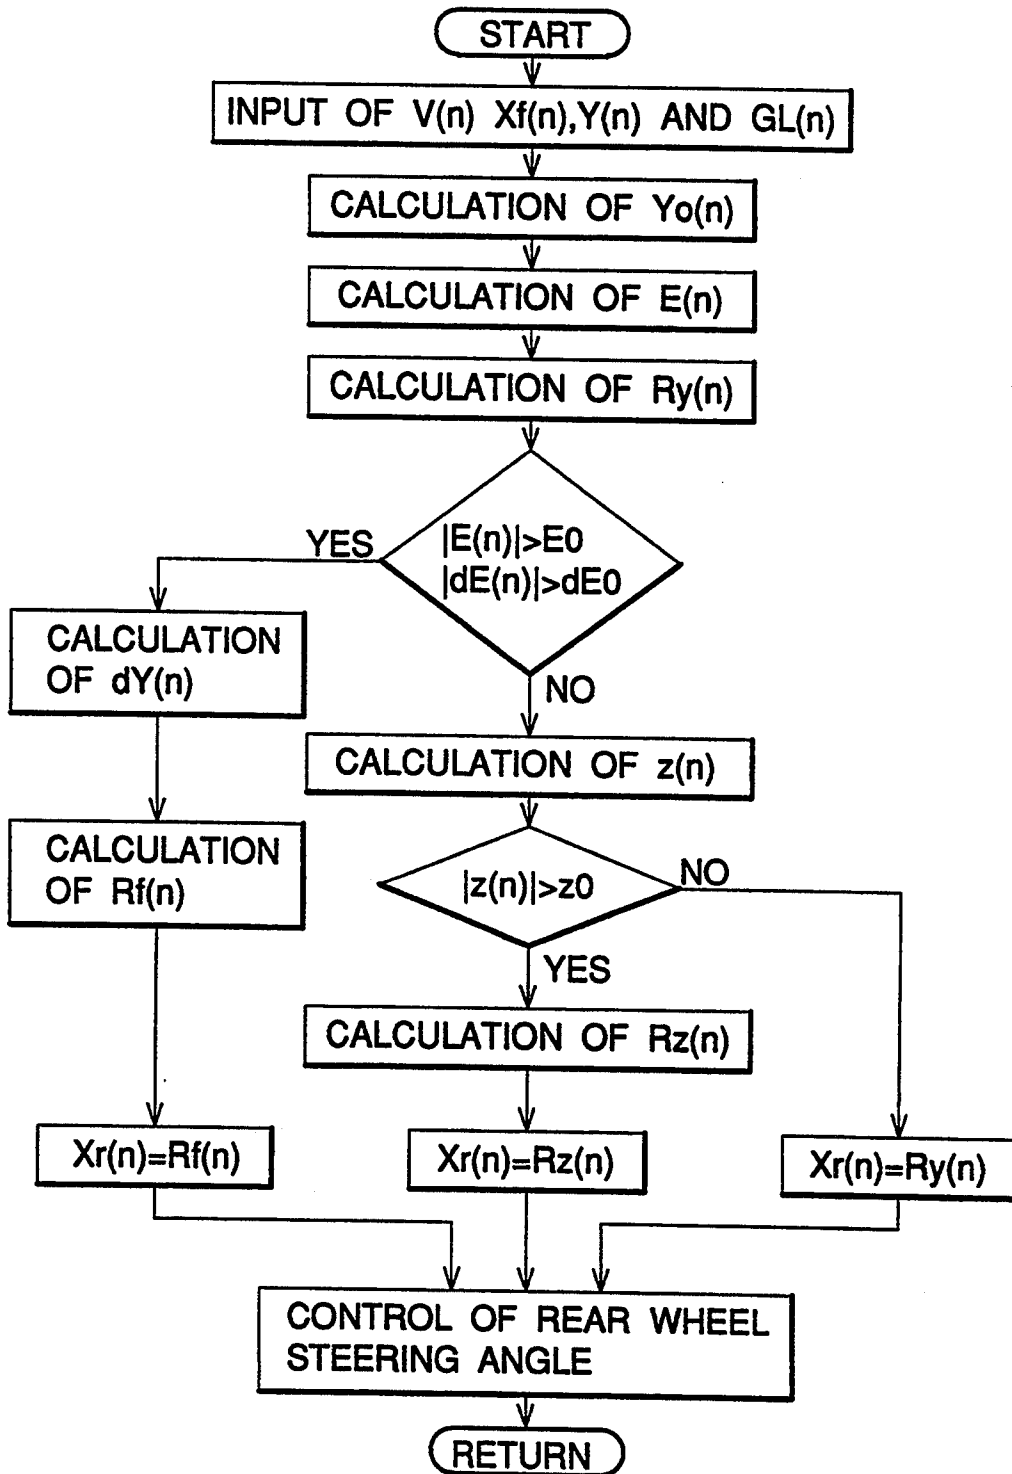 START
INPUT OF V(n) Xf(n),Y(n) AND GL(n)
CALCULATION OF Yo(n)
CALCULATION OF E(n)
CALCULATION OF Ry(n)
|E(n)|>E0
|dE(n)|>dE0
YES
NO
CALCULATION
OF dY(n)
CALCULATION OF z(n)
CALCULATION
OF Rf(n)
|z(n)|>z0
NO
YES
CALCULATION OF Rz(n)
Xr(n)=Rf(n)
Xr(n)=Rz(n)
Xr(n)=Ry(n)
CONTROL OF REAR WHEEL
STEERING ANGLE
RETURN